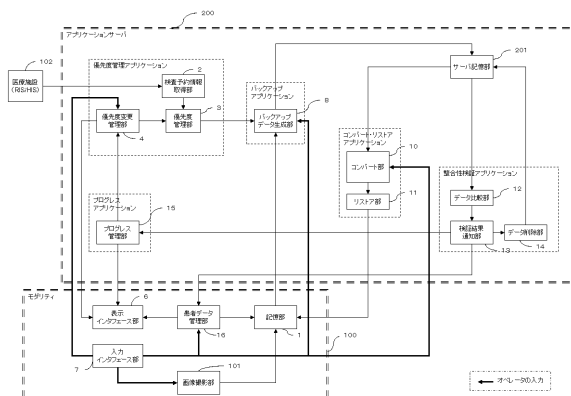 200
アプリケーションサーバ
102
医療施設
(RIS/HIS)
優先度管理アプリケーション
2
検査予約情報
取得部
優先度変更
管理部
4
優先度
管理部
3
バックアップ
アプリケーション
8
バックアップ
データ生成部
サーバ記憶部
201
コンバート・リストア
アプリケーション
10
コンバート部
11
リストア部
整合性検証アプリケーション
データ比較部
12
検証結果
通知部
13
データ削除部
14
プログレス
アプリケーション
15
プログレス
管理部
モダリティ
6
表示
インタフェース部
患者データ
管理部
16
記憶部
1
100
入力
インタフェース部
7
101
画像撮影部
オペレータの入力